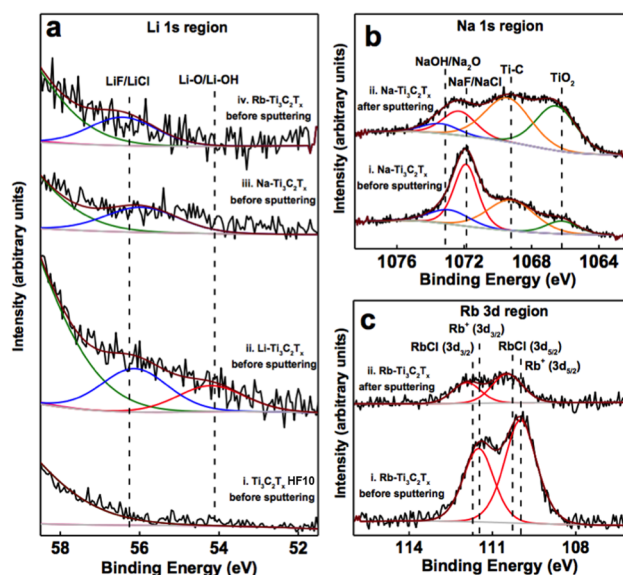 a
Li 1s region
LiF/LiCl
Li-O/Li-OH
iv. Rb-Ti₃C₂Tₓ
before sputtering
iii. Na-Ti₃C₂Tₓ
before sputtering
ii. Li-Ti₃C₂Tₓ
before sputtering
i. Ti₃C₂Tₓ HF10
before sputtering
Intensity (arbitrary units)
58 56 54 52
Binding Energy (eV)
b
Na 1s region
NaOH/Na₂O
NaF/NaCl
Ti-C
TiO₂
ii. Na-Ti₃C₂Tₓ
after sputtering
i. Na-Ti₃C₂Tₓ
before sputtering
Intensity (arbitrary units)
1076 1072 1068 1064
Binding Energy (eV)
c
Rb 3d region
Rb⁺ (3d₃/₂)
RbCl (3d₃/₂)
RbCl (3d₅/₂)
Rb⁺ (3d₅/₂)
ii. Rb-Ti₃C₂Tₓ
after sputtering
i. Rb-Ti₃C₂Tₓ
before sputtering
Intensity (arbitrary units)
114 111 108
Binding Energy (eV)